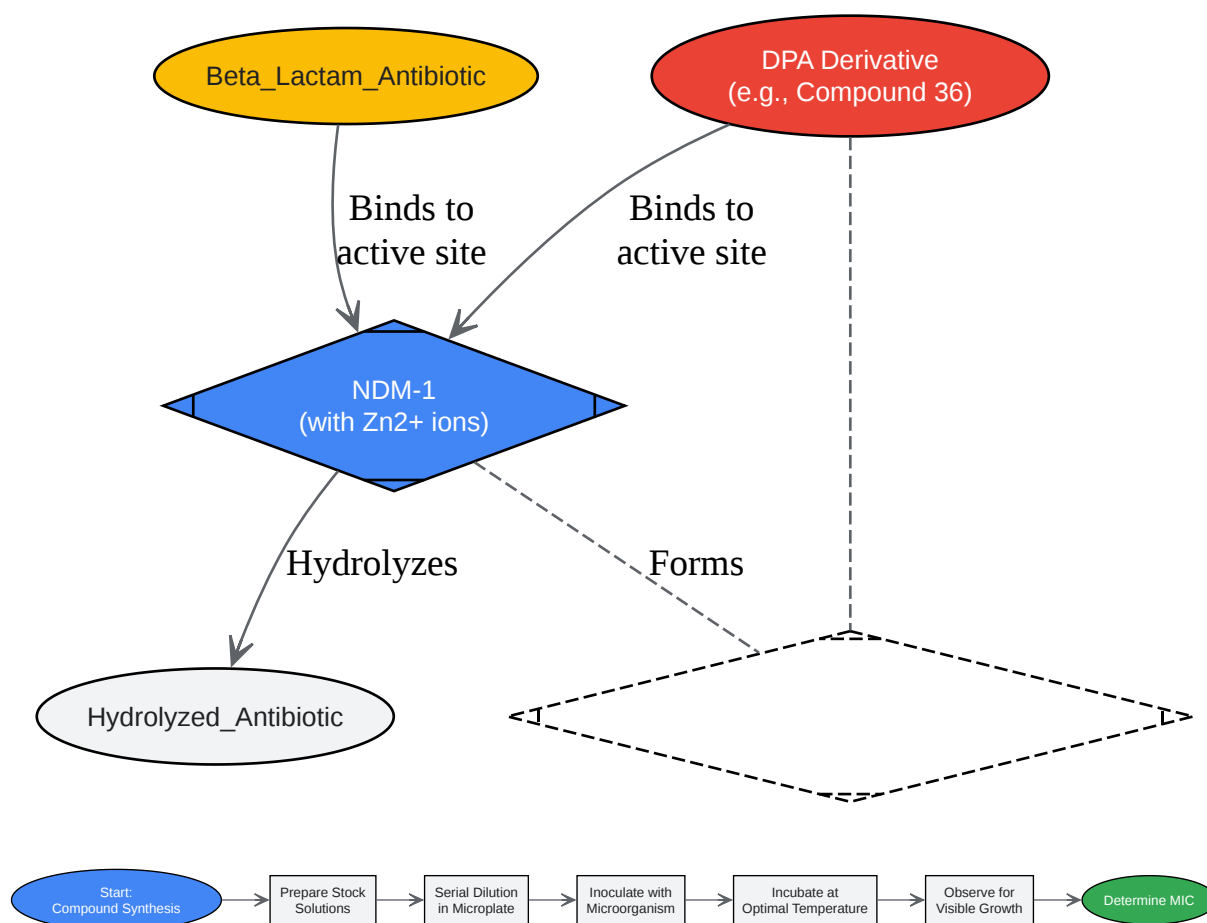 Beta_Lactam_Antibiotic
DPA Derivative
(e.g., Compound 36)
Binds to
active site
Binds to
active site
NDM-1
(with Zn2+ ions)
Hydrolyzes
Forms
Hydrolyzed_Antibiotic
Start:
Compound Synthesis
Prepare Stock
Solutions
Serial Dilution
in Microplate
Inoculate with
Microorganism
Incubate at
Optimal Temperature
Observe for
Visible Growth
Determine MIC